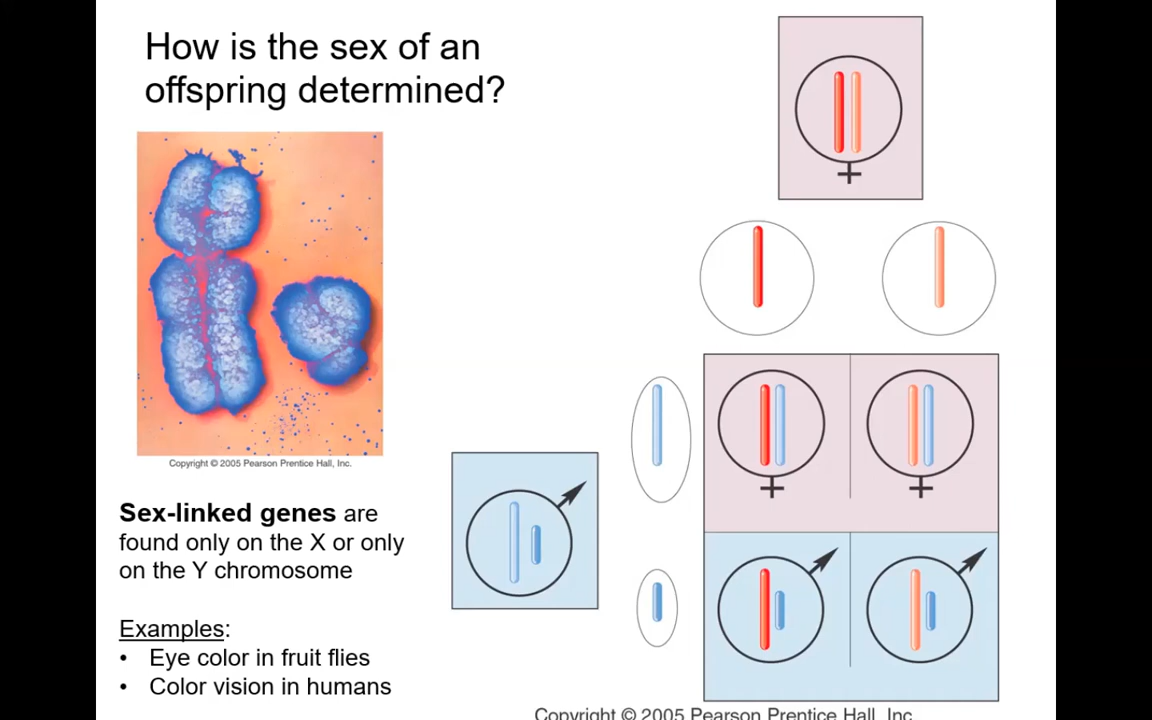 How is the sex of an
offspring determined?
Copyright © 2005 Pearson Prentice Hall, Inc.
Sex-linked genes are
found only on the X or only
on the Y chromosome
Examples:
• Eye color in fruit flies
• Color vision in humans
Copyright © 2005 Pearson Prentice Hall, Inc.